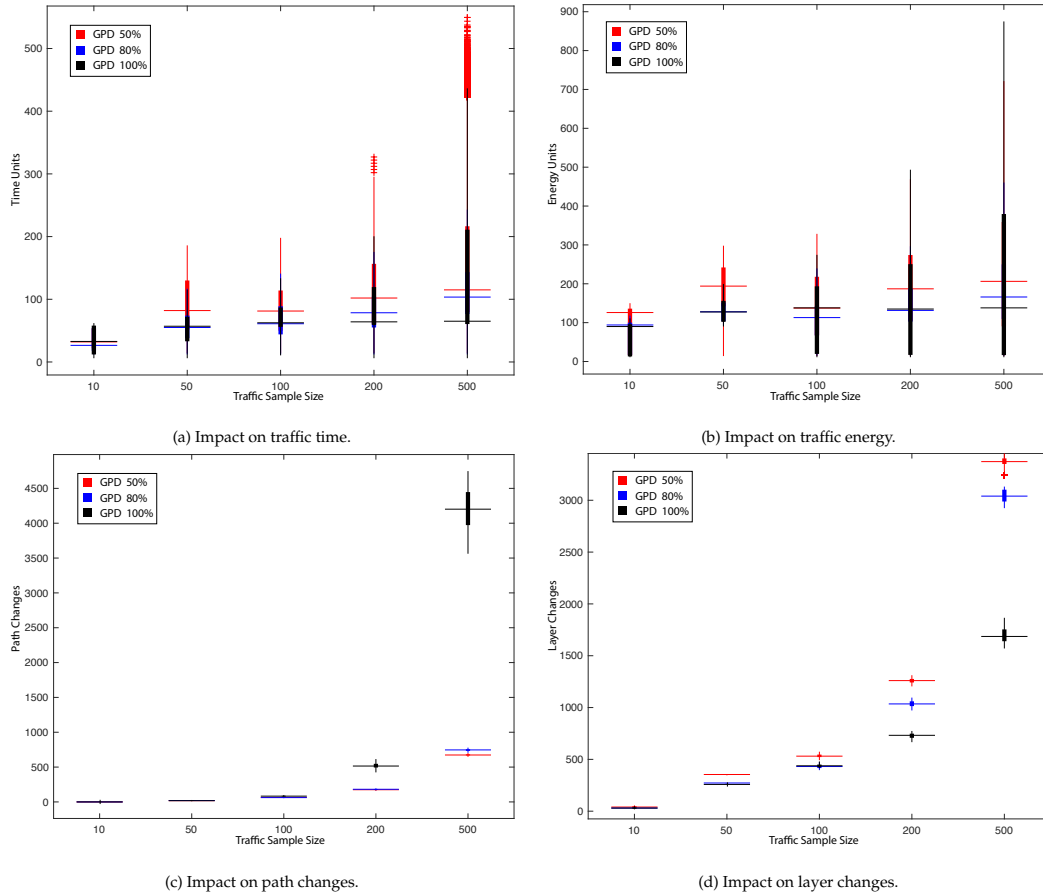 GPD 50%
GPD 80%
GPD 100%
500
400
300
200
100
0
Time Units
10 50 100 200 500
Traffic Sample Size
(a) Impact on traffic time.
GPD 50%
GPD 80%
GPD 100%
900
800
700
600
500
400
300
200
100
0
Energy Units
10 50 100 200 500
Traffic Sample Size
(b) Impact on traffic energy.
GPD 50%
GPD 80%
GPD 100%
4500
4000
3500
3000
2500
2000
1500
1000
500
0
Path Changes
10 50 100 200 500
Traffic Sample Size
(c) Impact on path changes.
GPD 50%
GPD 80%
GPD 100%
3000
2500
2000
1500
1000
500
0
Layer Changes
10 50 100 200 500
Traffic Sample Size
(d) Impact on layer changes.